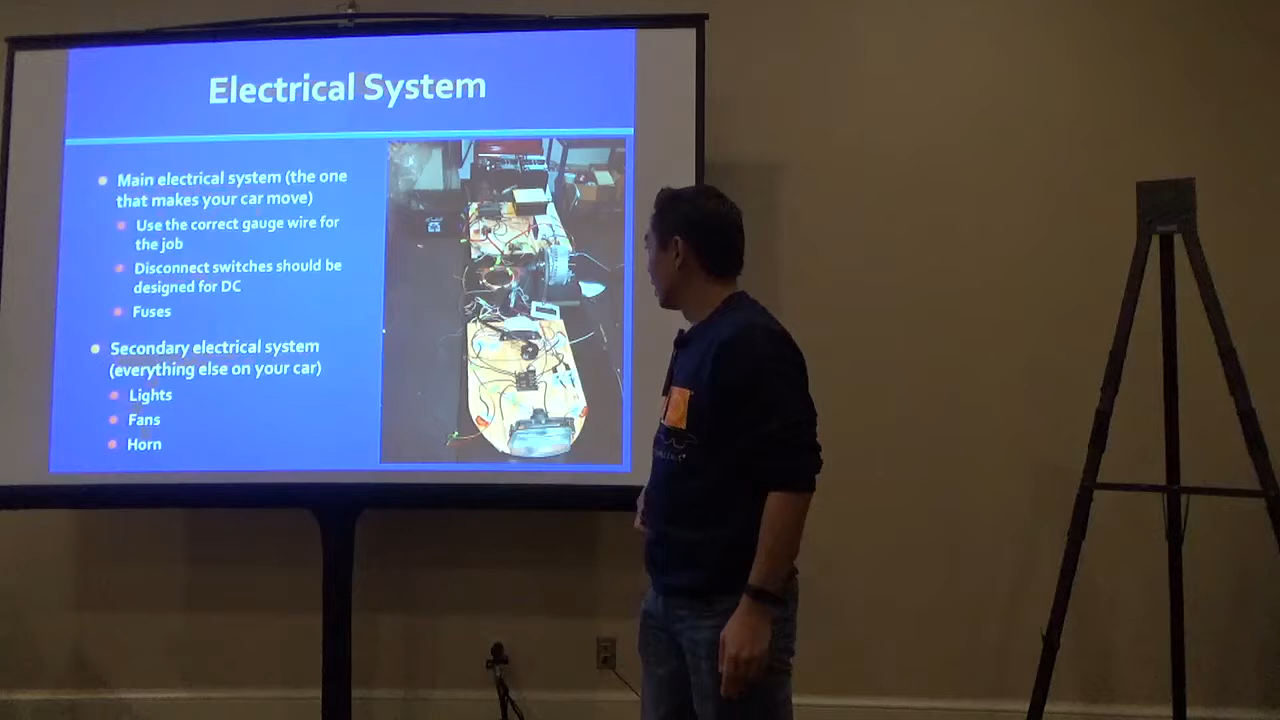 Electrical System
Main electrical system (the one
that makes your car move)
Use the correct gauge wire for
the job
Disconnect switches should be
designed for DC
Fuses
Secondary electrical system
(everything else on your car)
Lights
Fans
Horn